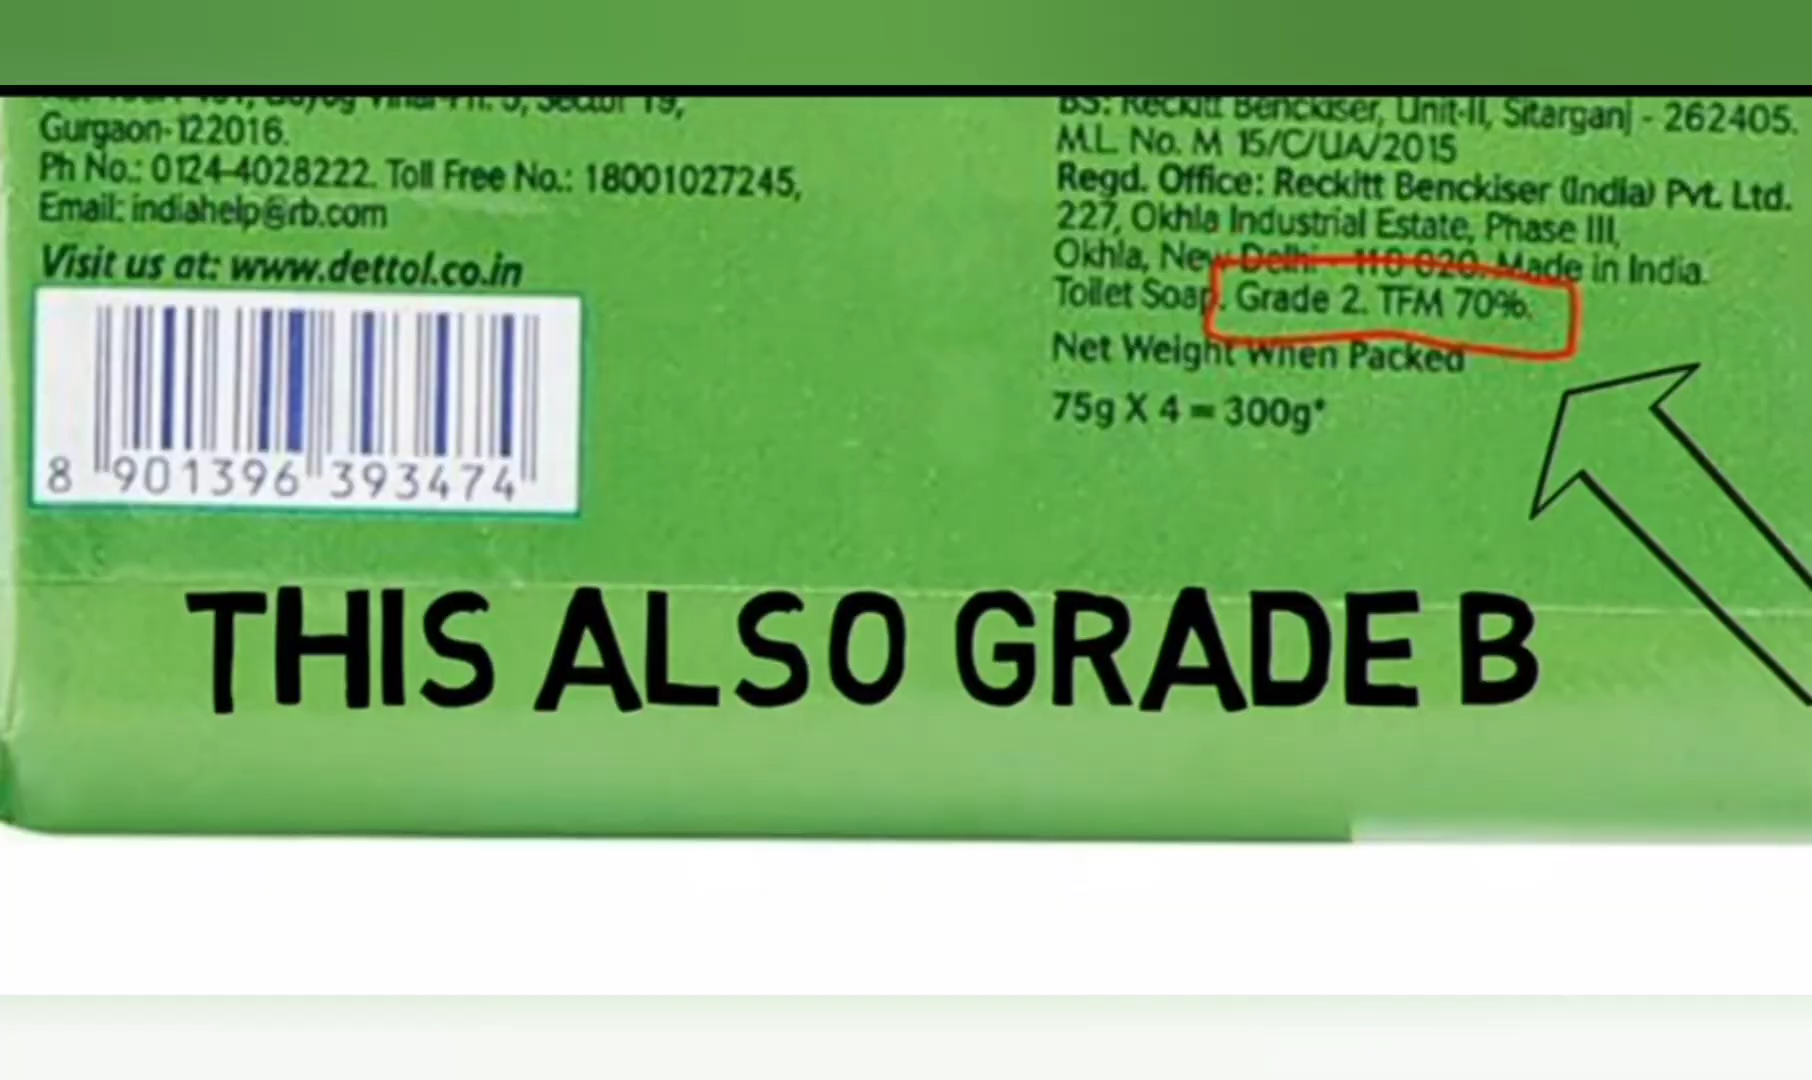 Gurgaon-122016.
Ph No.: 0124-4028222. Toll Free No.: 18001027245,
Email: indiahelp@rb.com
Visit us at: www.dettol.co.in
8 901396 393474
BS: Reckitt Benckiser, Unit-II, Sitarganj - 262405.
M.L. No. M 15/C/UA/2015
Regd. Office: Reckitt Benckiser (India) Pvt. Ltd.
227, Okhla Industrial Estate, Phase III,
Okhla, New Delhi - 110 020. Made in India.
Toilet Soap. Grade 2. TFM 70%.
Net Weight When Packed
75g X 4 = 300g*
THIS ALSO GRADE B